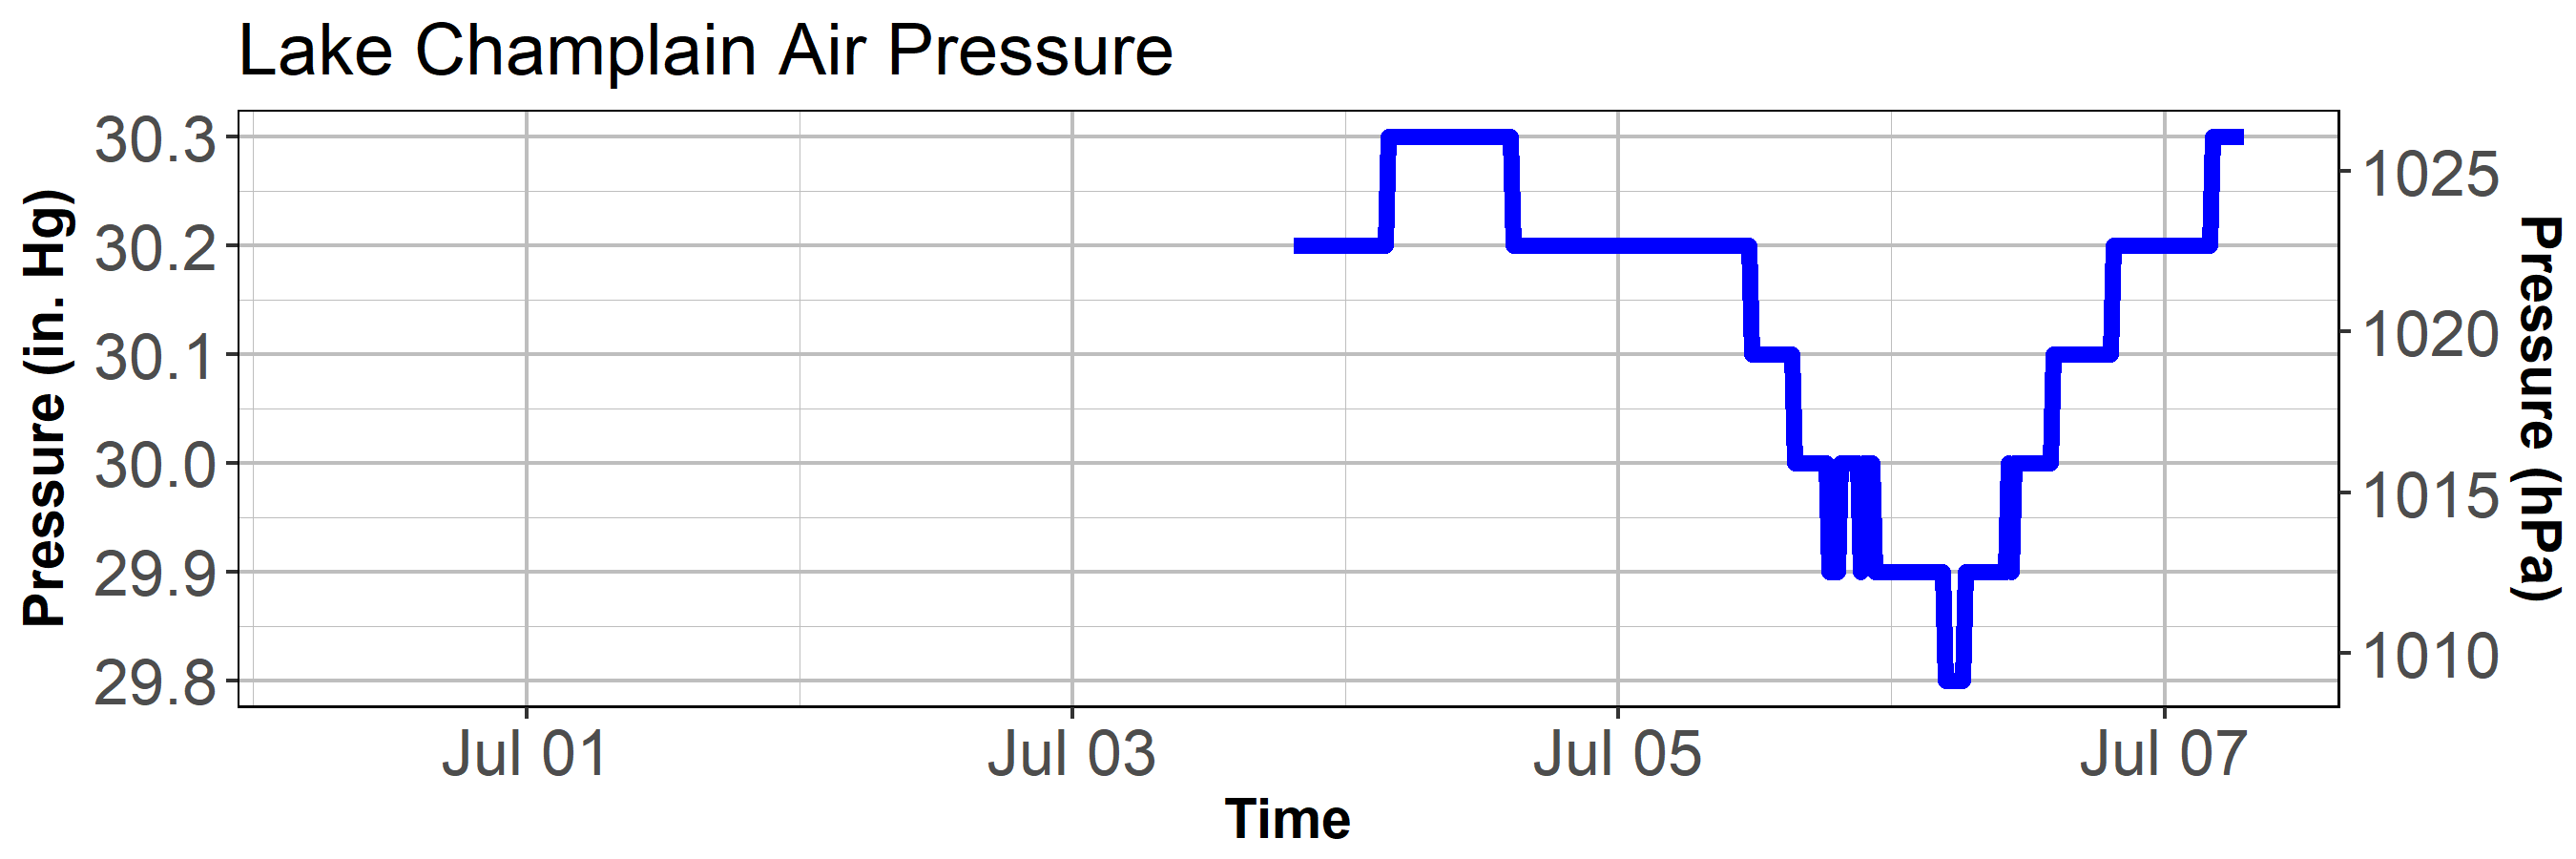 Lake Champlain Air Pressure
Pressure (in. Hg)
30.3
30.2
30.1
30.0
29.9
29.8
1025
1020
1015
1010
Pressure (hPa)
Jul 01
Jul 03
Jul 05
Jul 07
Time